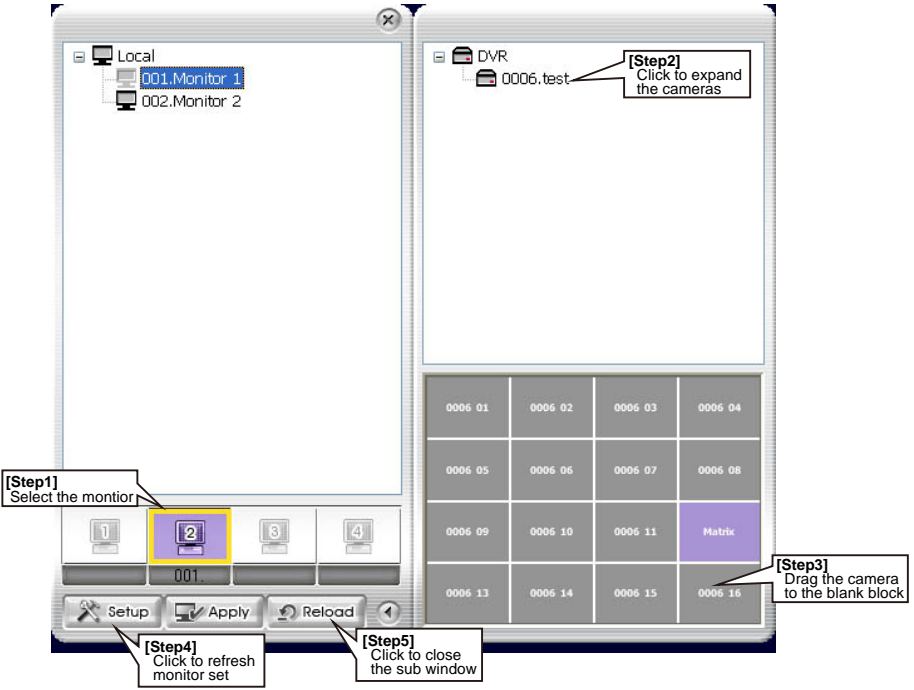 Local
001.Monitor 1
002.Monitor 2
DVR
0006.test
[Step2]
Click to expand
the cameras
0006 01 0006 02 0006 03 0006 04
0006 05 0006 06 0006 07 0006 08
0006 09 0006 10 0006 11 Matrix
0006 13 0006 14 0006 15 0006 16
[Step1]
Select the montior
1 2 3 4
001.
[Step3]
Drag the camera
to the blank block
Setup Apply Reload
[Step4]
Click to refresh
monitor set
[Step5]
Click to close
the sub window